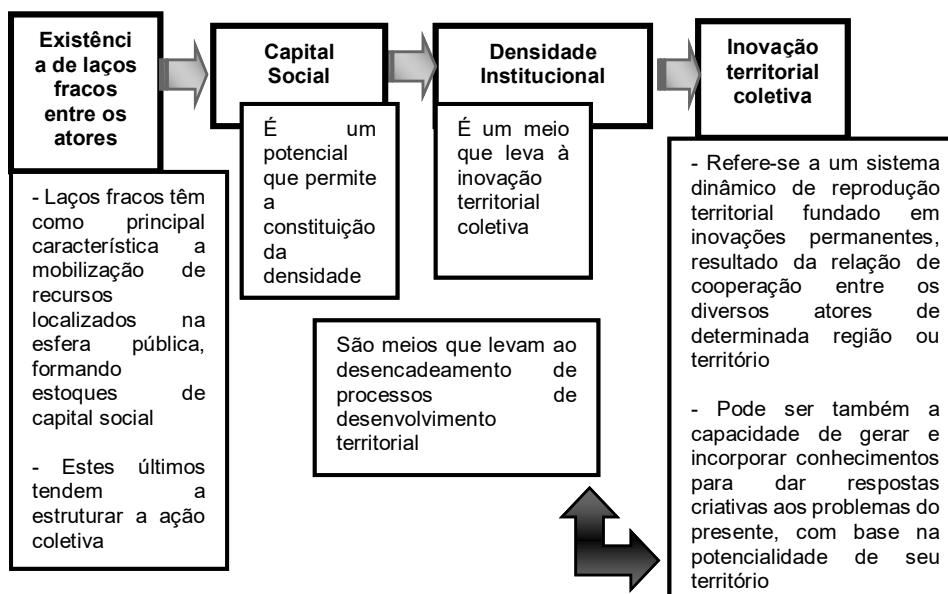 Existênci
a de laços
fracos
entre os
atores
Capital
Social
Densidade
Institucional
Inovação
territorial
coletiva
- Laços fracos têm
como principal
característica a
mobilização de
recursos
localizados na
esfera pública,
formando
estoques de
capital social
- Estes últimos
tendem a
estruturar a ação
coletiva
É um
potencial
que permite
a
constituição
da
densidade
É um meio
que leva à
inovação
territorial
coletiva
São meios que levam ao
desencadeamento de
processos de
desenvolvimento
territorial
- Refere-se a um sistema
dinâmico de reprodução
territorial fundado em
inovações permanentes,
resultado da relação de
cooperação entre os
diversos atores de
determinada região ou
território
- Pode ser também a
capacidade de gerar e
incorporar conhecimentos
para dar respostas
criativas aos problemas do
presente, com base na
potencialidade de seu
território